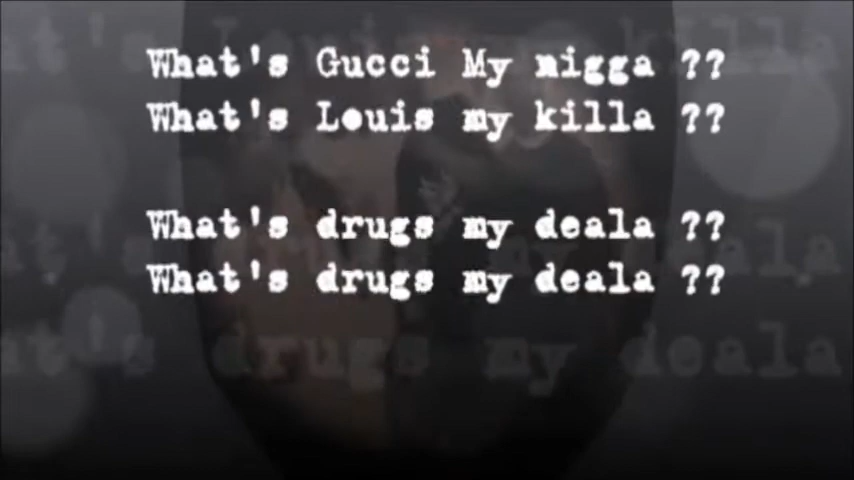 What's Gucci My nigga ??
What's Louis my killa ??
What's drugs my deala ??
What's drugs my deala ??